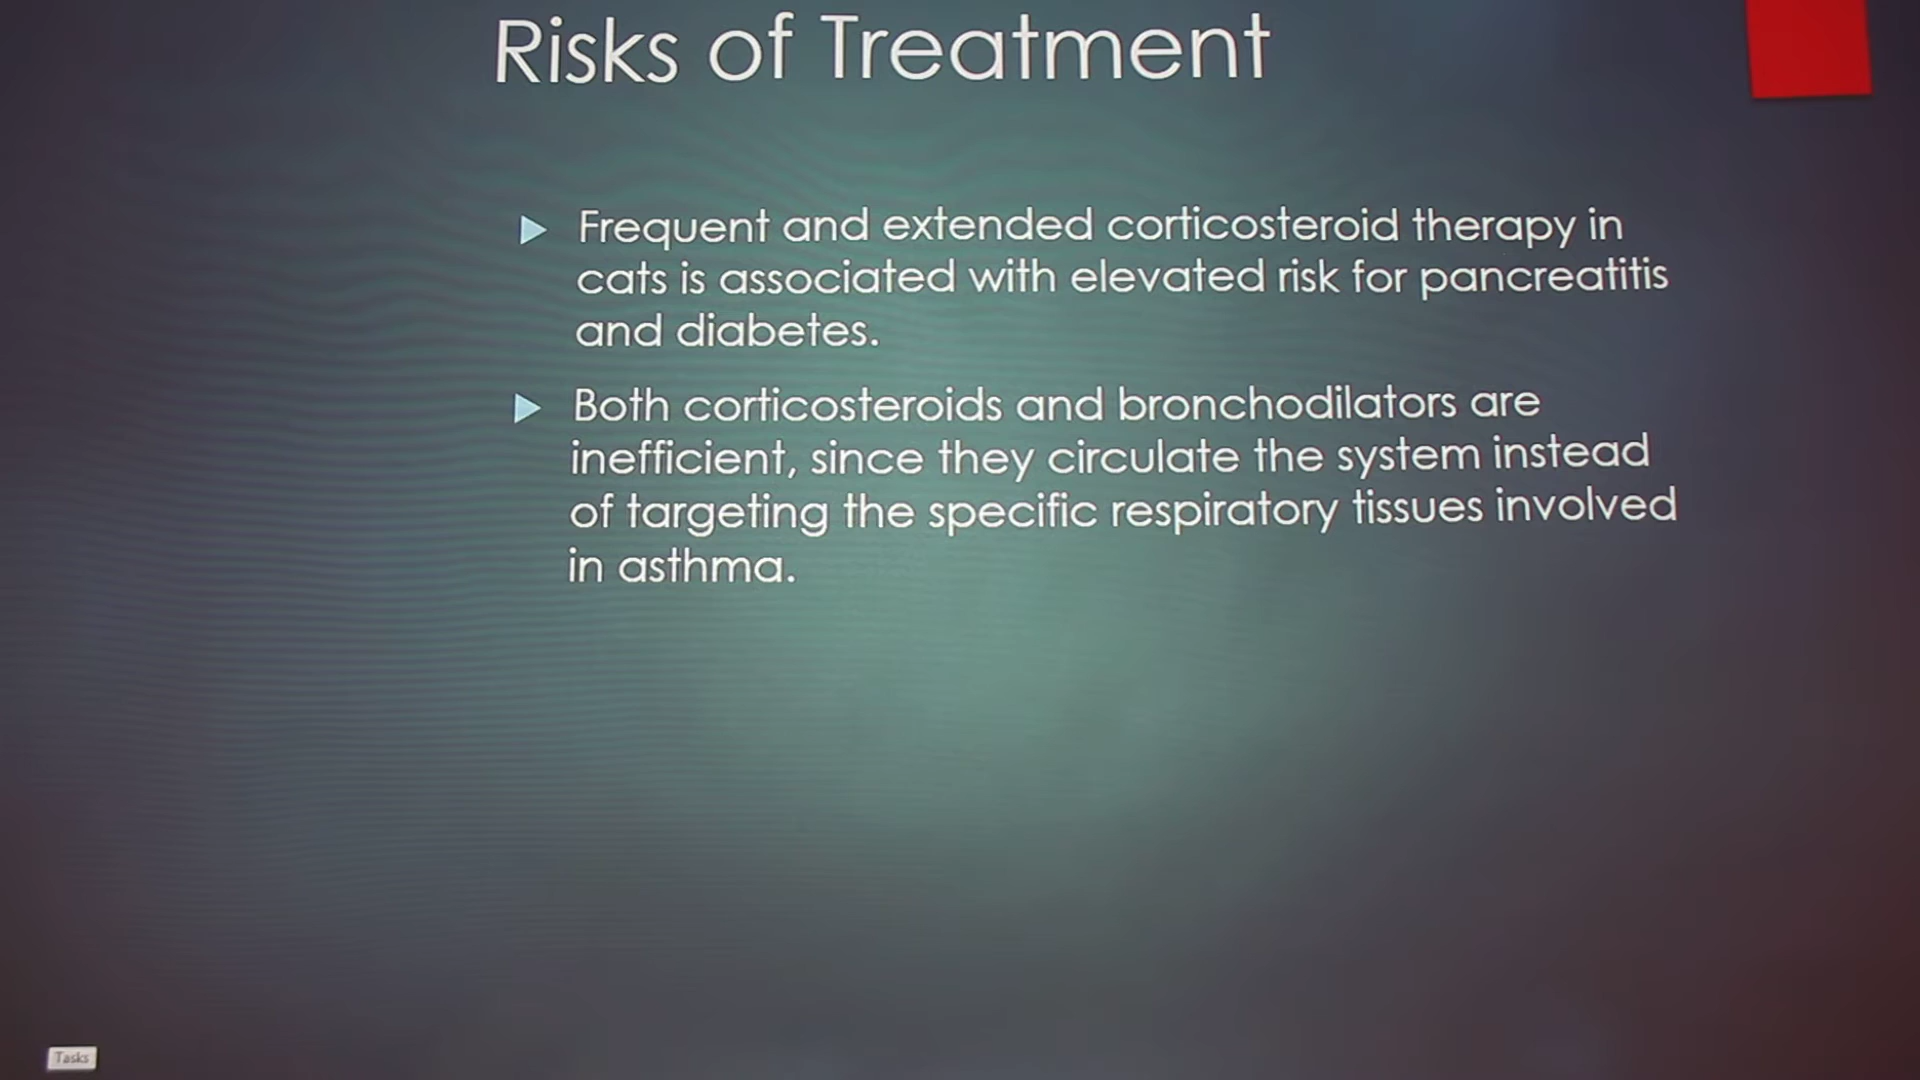 Risks of Treatment
Frequent and extended corticosteroid therapy in
cats is associated with elevated risk for pancreatitis
and diabetes.
Both corticosteroids and bronchodilators are
inefficient, since they circulate the system instead
of targeting the specific respiratory tissues involved
in asthma.
Tasks